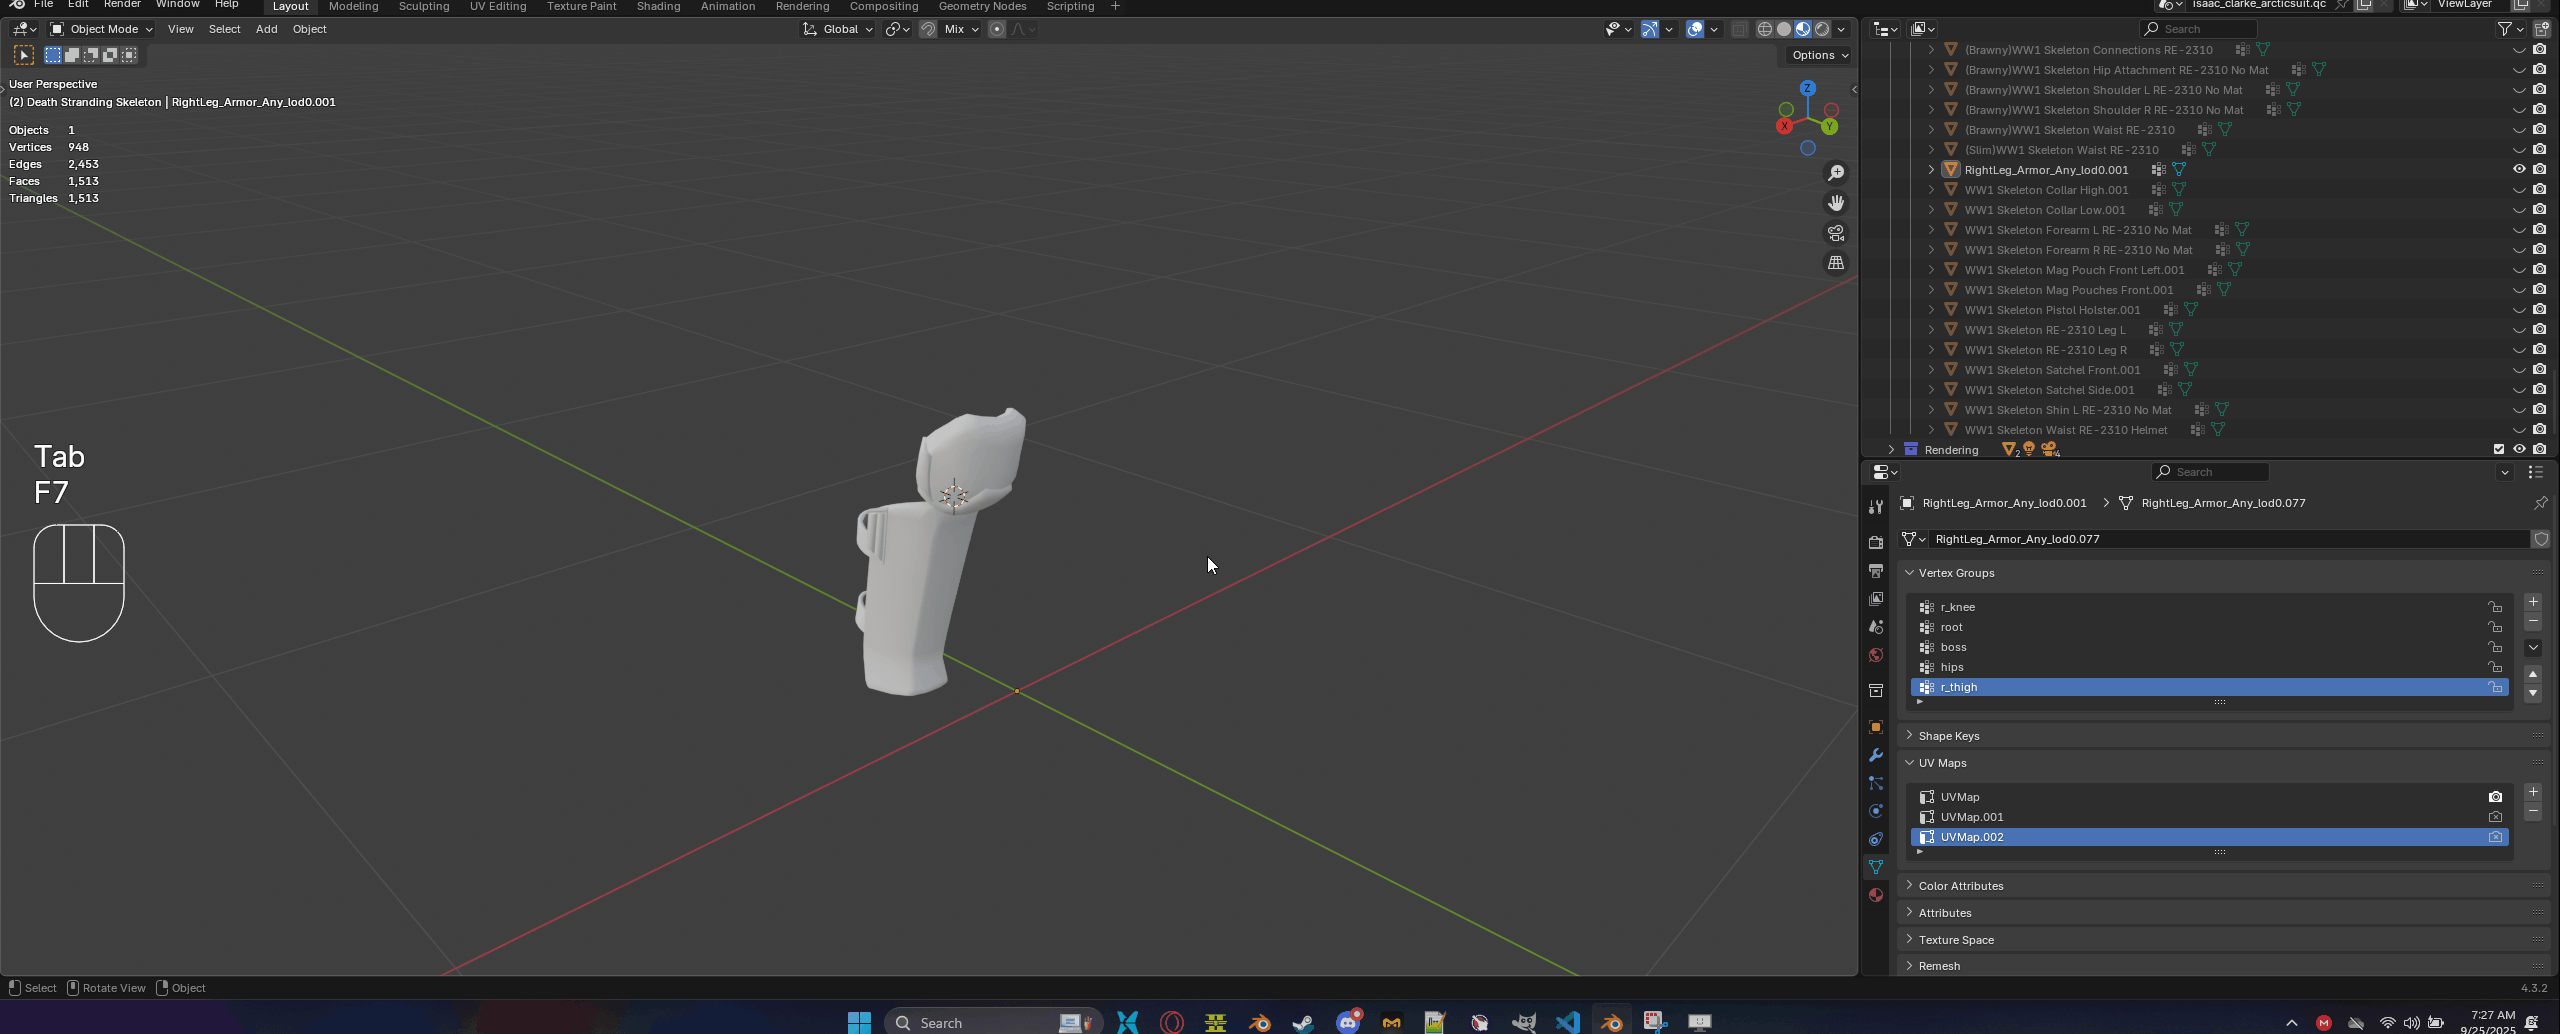 File Edit Render Window Help Layout Modeling Sculpting UV Editing Texture Paint Shading Animation Rendering Compositing Geometry Nodes Scripting + isaac_clarke_arcticsuit.qc ViewLayer
Object Mode View Select Add Object Global Mix Search
Options
User Perspective
(2) Death Stranding Skeleton | RightLeg_Armor_Any_lod0.001
Objects 1
Vertices 948
Edges 2,453
Faces 1,513
Triangles 1,513
Z
X
Y
Tab
F7
(Brawny)WW1 Skeleton Connections RE-2310
(Brawny)WW1 Skeleton Hip Attachment RE-2310 No Mat
(Brawny)WW1 Skeleton Shoulder L RE-2310 No Mat
(Brawny)WW1 Skeleton Shoulder R RE-2310 No Mat
(Brawny)WW1 Skeleton Waist RE-2310
(Slim)WW1 Skeleton Waist RE-2310
RightLeg_Armor_Any_lod0.001
WW1 Skeleton Collar High.001
WW1 Skeleton Collar Low.001
WW1 Skeleton Forearm L RE-2310 No Mat
WW1 Skeleton Forearm R RE-2310 No Mat
WW1 Skeleton Mag Pouch Front Left.001
WW1 Skeleton Mag Pouches Front.001
WW1 Skeleton Pistol Holster.001
WW1 Skeleton RE-2310 Leg L
WW1 Skeleton RE-2310 Leg R
WW1 Skeleton Satchel Front.001
WW1 Skeleton Satchel Side.001
WW1 Skeleton Shin L RE-2310 No Mat
WW1 Skeleton Waist RE-2310 Helmet
Rendering 2 4
Search
RightLeg_Armor_Any_lod0.001 > RightLeg_Armor_Any_lod0.077
RightLeg_Armor_Any_lod0.077
Vertex Groups
r_knee
root
boss
hips
r_thigh
Shape Keys
UV Maps
UVMap
UVMap.001
UVMap.002
Color Attributes
Attributes
Texture Space
Remesh
Select Rotate View Object 4.3.2
Search
7:27 AM
9/25/2025